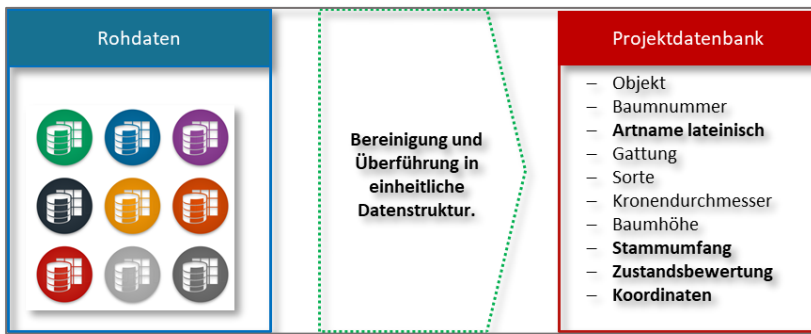 Rohdaten
Bereinigung und
Überführung in
einheitliche
Datenstruktur.
Projektdatenbank
– Objekt
– Baumnummer
– Artname lateinisch
– Gattung
– Sorte
– Kronendurchmesser
– Baumhöhe
– Stammumfang
– Zustandsbewertung
– Koordinaten